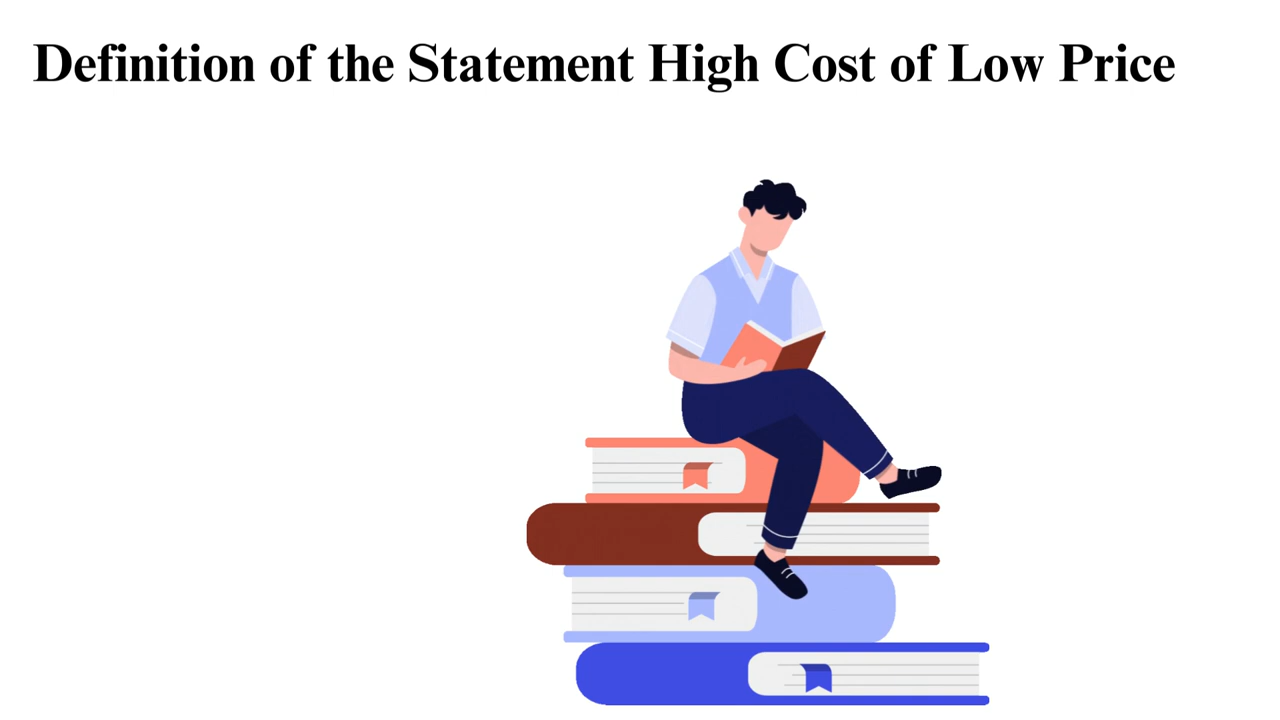 Definition of the Statement High Cost of Low Price